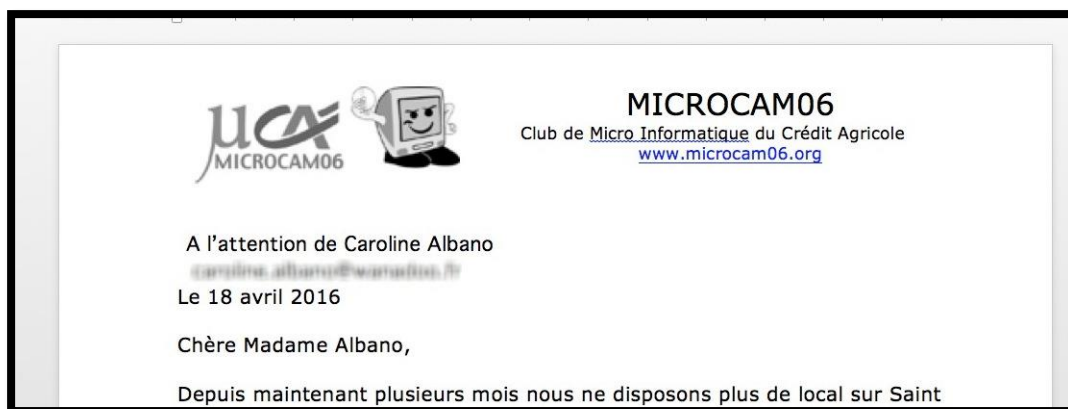 µCA
MICROCAM06
MICROCAM06
Club de Micro Informatique du Crédit Agricole
www.microcam06.org
A l'attention de Caroline Albano
Le 18 avril 2016
Chère Madame Albano,
Depuis maintenant plusieurs mois nous ne disposons plus de local sur Saint